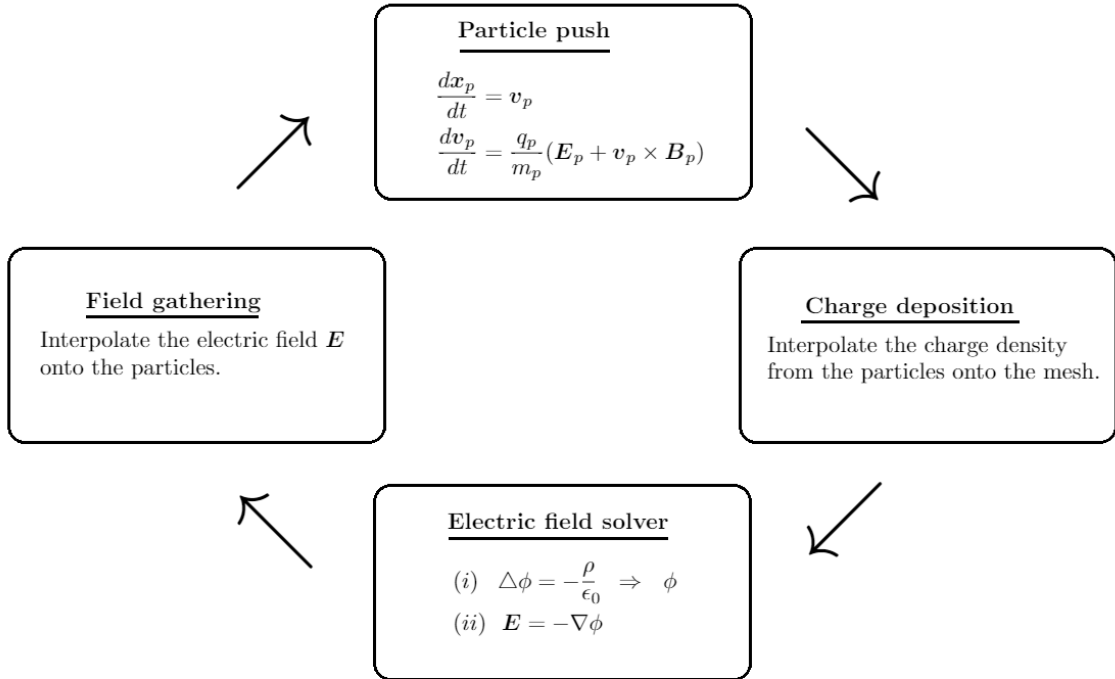 Particle push
d𝒙_p/dt = 𝒗_p
d𝒗_p/dt = q_p/m_p (𝑬_p + 𝒗_p × 𝑩_p)
Field gathering
Interpolate the electric field 𝑬
onto the particles.
Charge deposition
Interpolate the charge density
from the particles onto the mesh.
Electric field solver
(i) △ϕ = −ρ/ϵ₀ ⇒ ϕ
(ii) 𝑬 = −∇ϕ